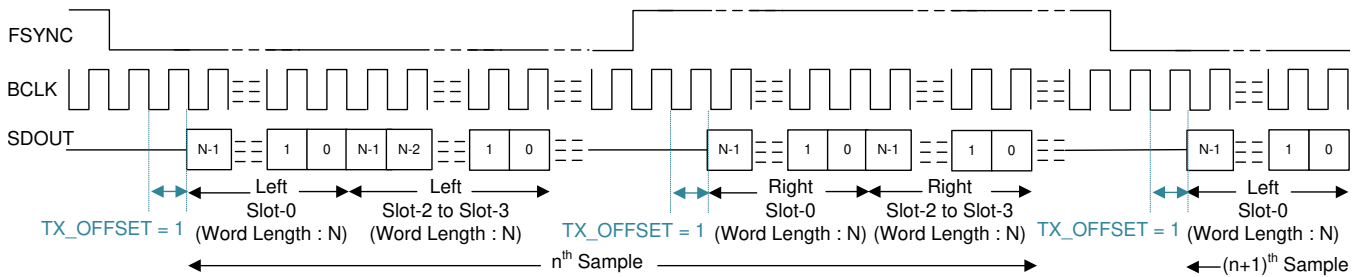 FSYNC
BCLK
SDOUT
N-1 1 0 N-1 N-2 1 0 N-1 1 0 N-1 1 0 N-1 1 0
Left Left Right Right Left
Slot-0 Slot-2 to Slot-3 Slot-0 Slot-2 to Slot-3 Slot-0
TX_OFFSET = 1 (Word Length : N) (Word Length : N) TX_OFFSET = 1 (Word Length : N) (Word Length : N) TX_OFFSET = 1 (Word Length : N)
nth Sample (n+1)th Sample